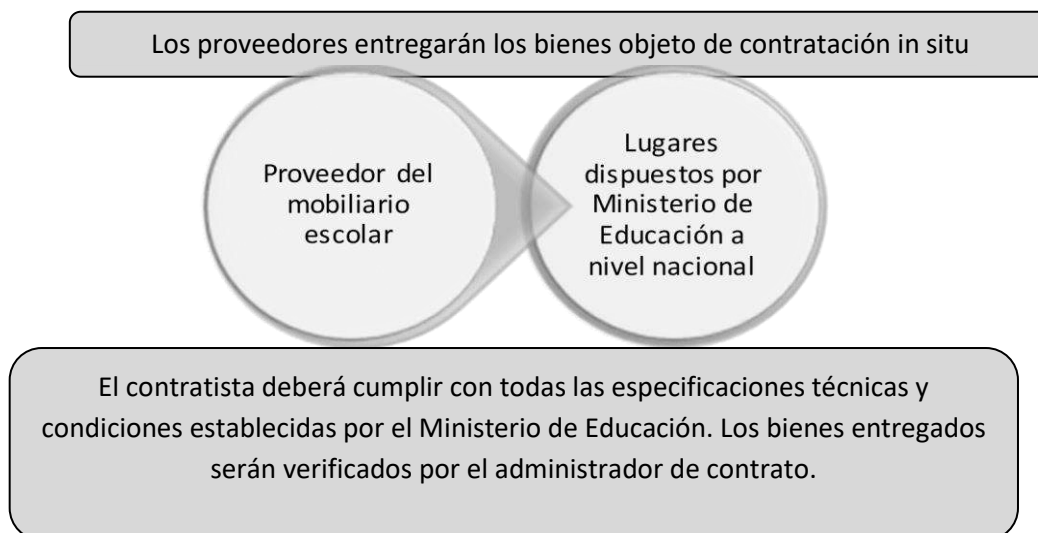 Los proveedores entregarán los bienes objeto de contratación in situ
Proveedor del
mobiliario
escolar
Lugares
dispuestos por
Ministerio de
Educación a
nivel nacional
El contratista deberá cumplir con todas las especificaciones técnicas y
condiciones establecidas por el Ministerio de Educación. Los bienes entregados
serán verificados por el administrador de contrato.